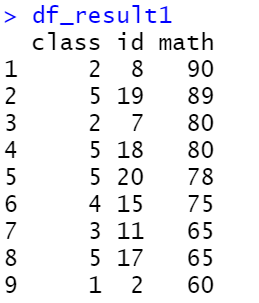 > df_result1
class id math
1 2 8 90
2 5 19 89
3 2 7 80
4 5 18 80
5 5 20 78
6 4 15 75
7 3 11 65
8 5 17 65
9 1 2 60